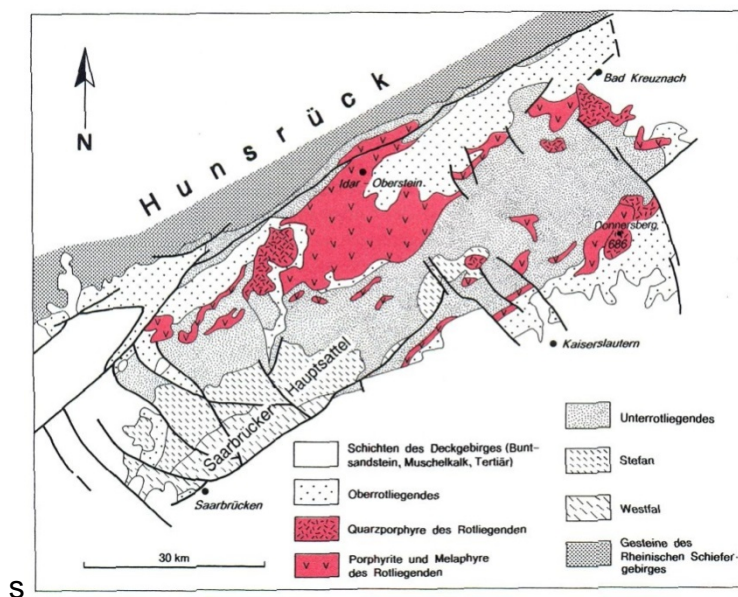 Hunsrück
N
Bad Kreuznach
Idar-Oberstein
Donnersberg
686
Kaiserslautern
Saarbrücker Hauptsattel
Saarbrücken
30 km
Schichten des Deckgebirges (Bunt-
sandstein, Muschelkalk, Tertiär)
Oberrotliegendes
Quarzporphyre des Rotliegenden
Porphyrite und Melaphyre
des Rotliegenden
Unterrotliegendes
Stefan
Westfal
Gesteine des
Rheinischen Schiefer-
gebirges
s